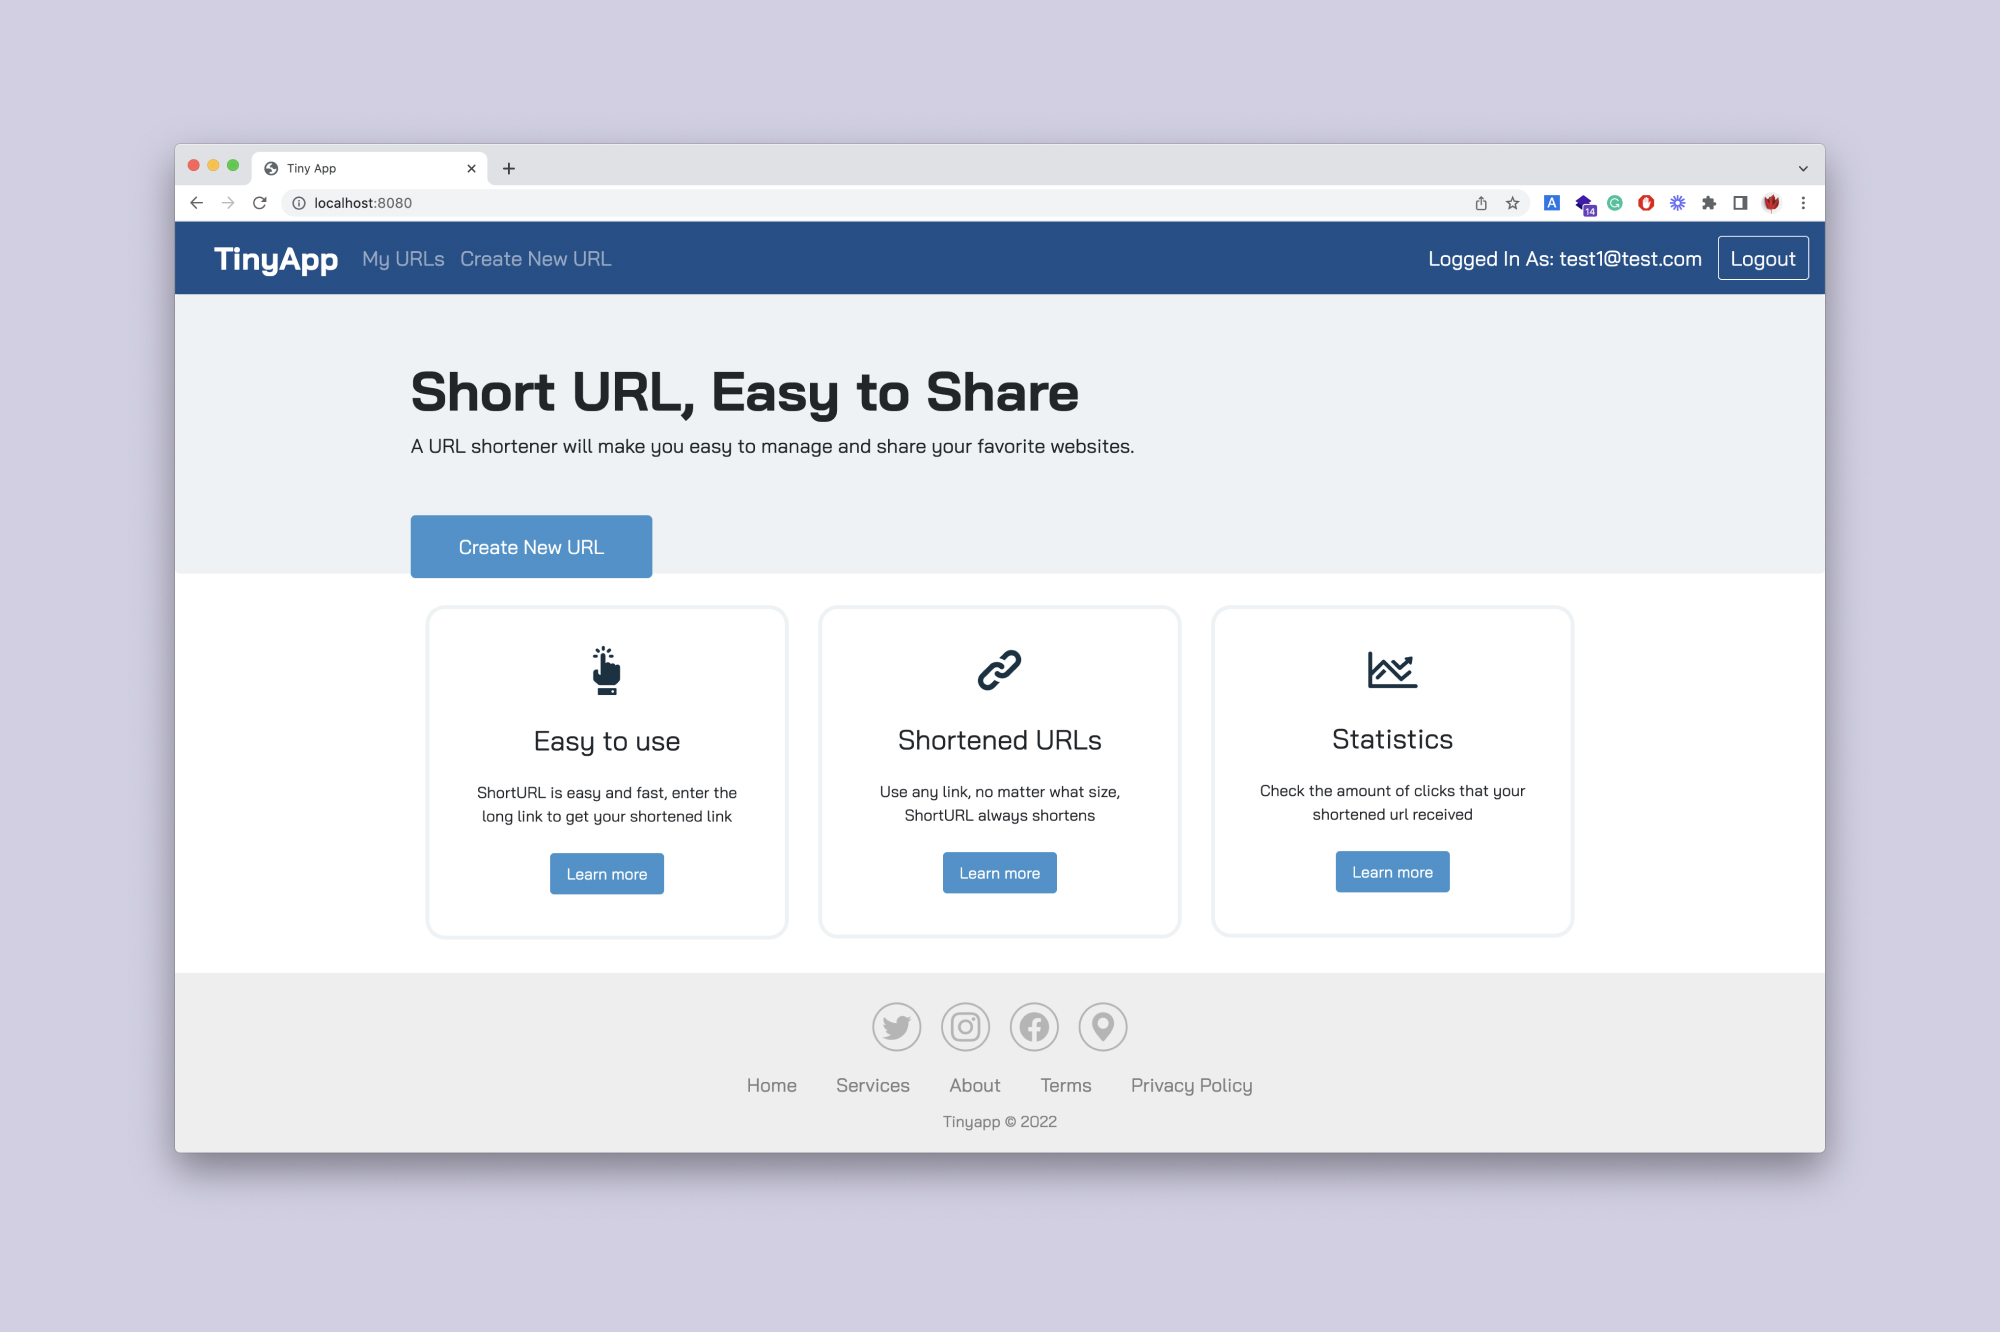 Tiny App
localhost:8080
A
14
TinyApp My URLs Create New URL Logged In As: test1@test.com Logout
Short URL, Easy to Share
A URL shortener will make you easy to manage and share your favorite websites.
Create New URL
Easy to use
ShortURL is easy and fast, enter the
long link to get your shortened link
Learn more
Shortened URLs
Use any link, no matter what size,
ShortURL always shortens
Learn more
Statistics
Check the amount of clicks that your
shortened url received
Learn more
Home Services About Terms Privacy Policy
Tinyapp © 2022